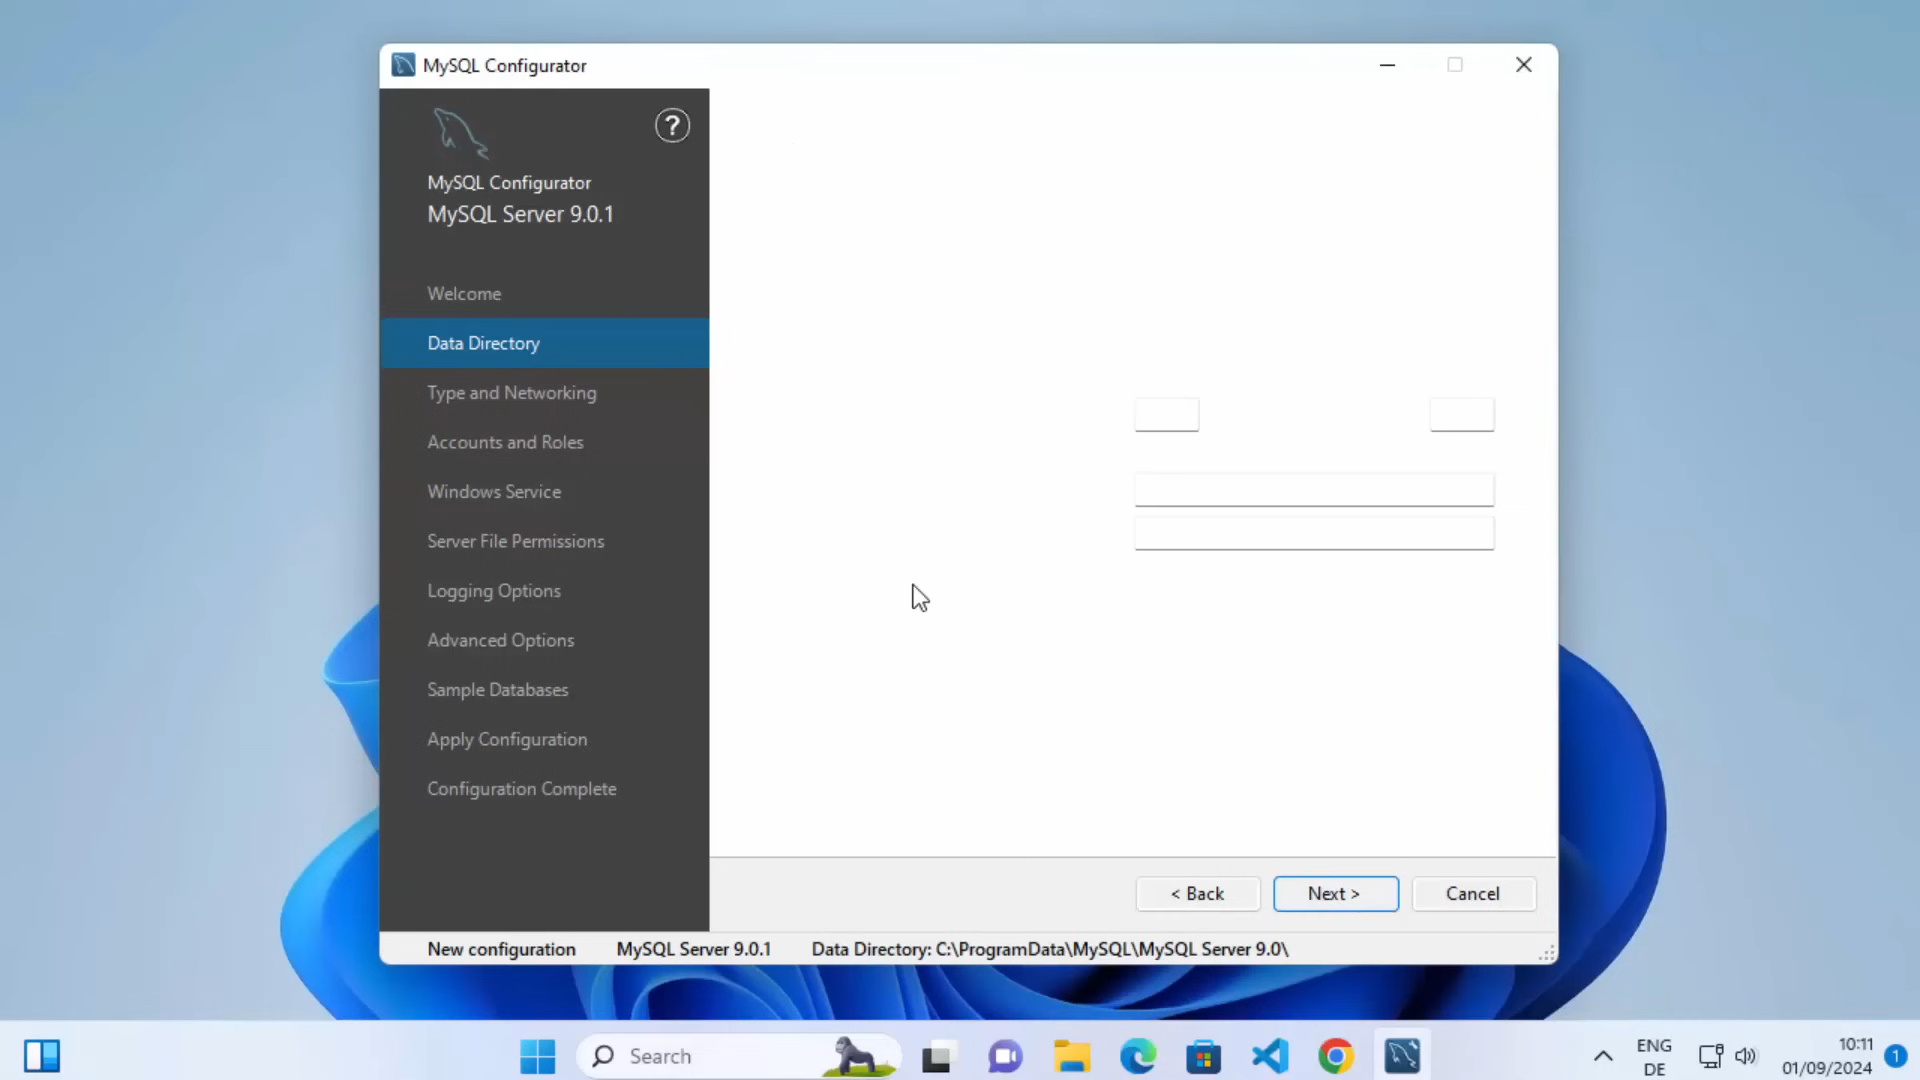 MySQL Configurator
?
MySQL Configurator
MySQL Server 9.0.1
Welcome
Data Directory
Type and Networking
Accounts and Roles
Windows Service
Server File Permissions
Logging Options
Advanced Options
Sample Databases
Apply Configuration
Configuration Complete
< Back
Next >
Cancel
New configuration
MySQL Server 9.0.1
Data Directory: C:\ProgramData\MySQL\MySQL Server 9.0\
Search
ENG
DE
10:11
01/09/2024
1